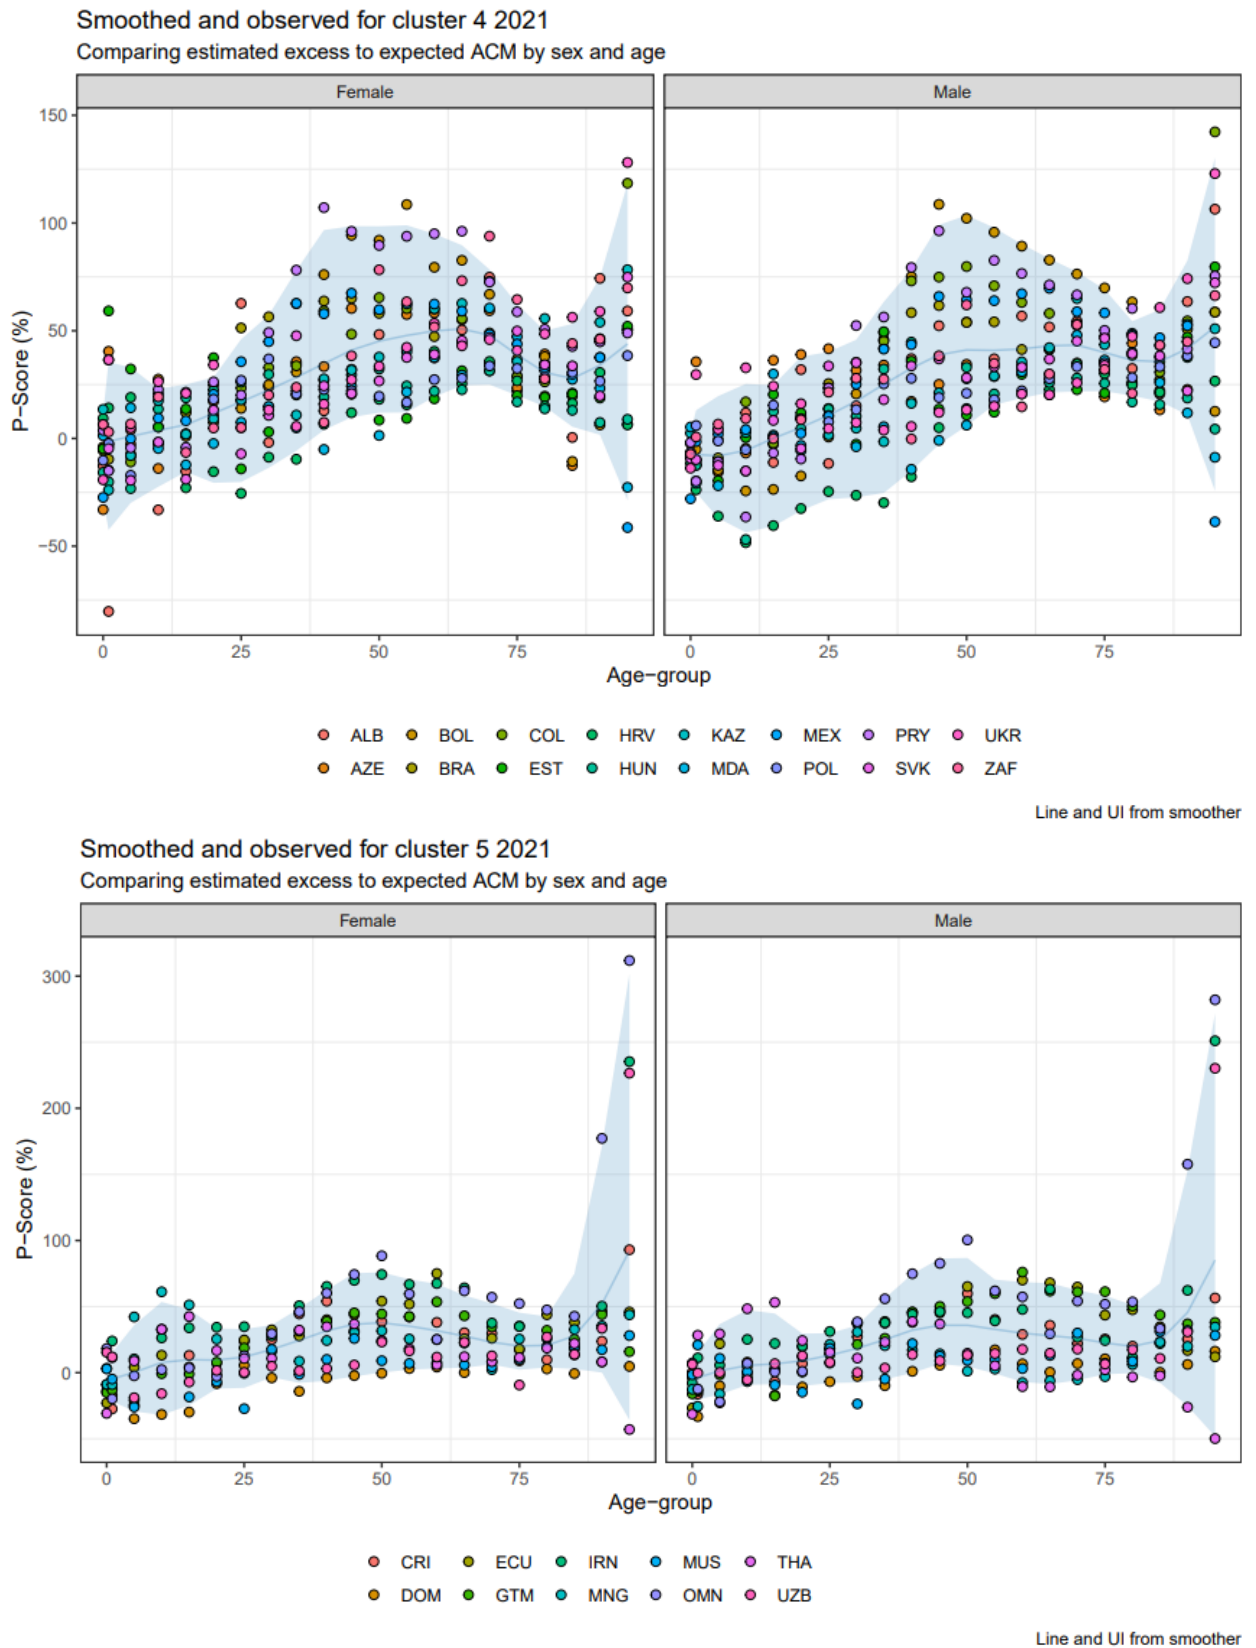 Smoothed and observed for cluster 4 2021
Comparing estimated excess to expected ACM by sex and age
Female Male
P−Score (%)
150
100
50
0
−50
0 25 50 75 0 25 50 75
Age−group
ALB BOL COL HRV KAZ MEX PRY UKR
AZE BRA EST HUN MDA POL SVK ZAF
Line and UI from smoother
Smoothed and observed for cluster 5 2021
Comparing estimated excess to expected ACM by sex and age
Female Male
P−Score (%)
300
200
100
0
0 25 50 75 0 25 50 75
Age−group
CRI ECU IRN MUS THA
DOM GTM MNG OMN UZB
Line and UI from smoother